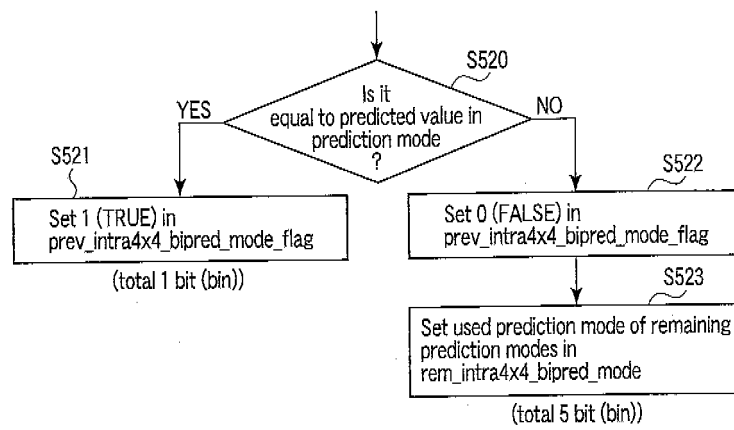 S520
Is it
equal to predicted value in
prediction mode
?
YES
NO
S521
Set 1 (TRUE) in
prev_intra4x4_bipred_mode_flag
(total 1 bit (bin))
S522
Set 0 (FALSE) in
prev_intra4x4_bipred_mode_flag
S523
Set used prediction mode of remaining
prediction modes in
rem_intra4x4_bipred_mode
(total 5 bit (bin))